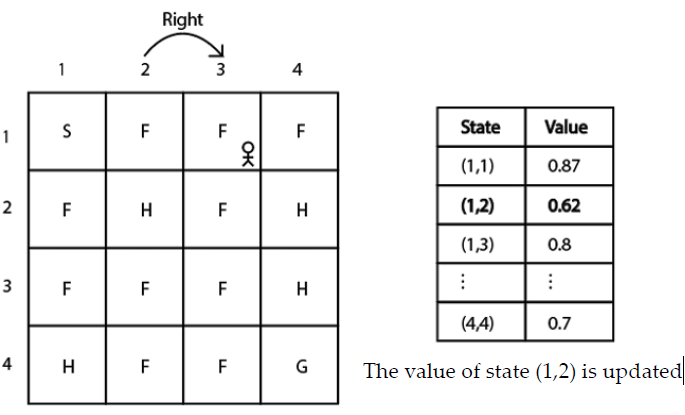 Right
1 2 3 4
1 S F F F
2 F H F H
3 F F F H
4 H F F G
State Value
(1,1) 0.87
(1,2) 0.62
(1,3) 0.8
⋮ ⋮
(4,4) 0.7
The value of state (1,2) is updated